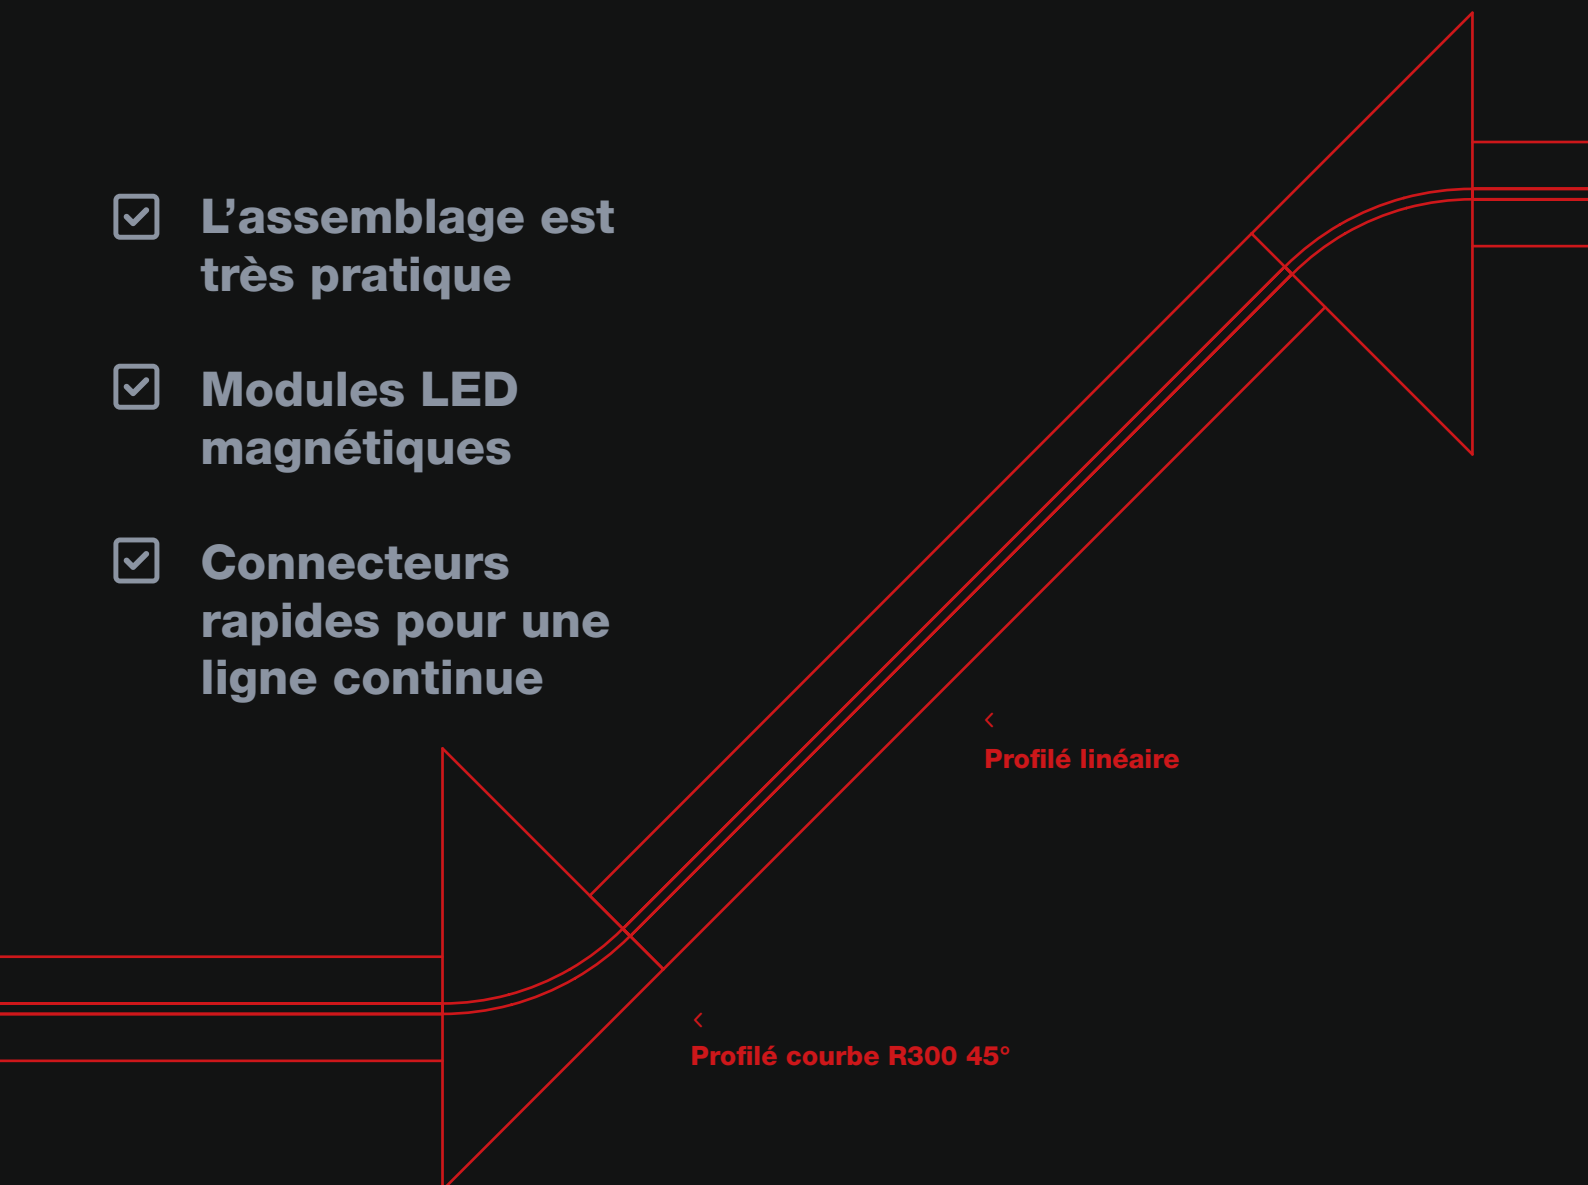 L’assemblage est
très pratique
Modules LED
magnétiques
Connecteurs
rapides pour une
ligne continue
Profilé linéaire
Profilé courbe R300 45°